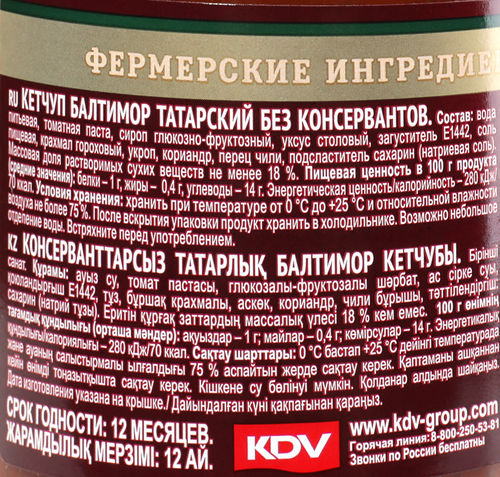 ФЕРМЕРСКИЕ ИНГРЕДИЕ
RU КЕТЧУП БАЛТИМОР ТАТАРСКИЙ БЕЗ КОНСЕРВАНТОВ. Состав: вода
питьевая, томатная паста, сироп глюкозно-фруктозный, уксус столовый, загуститель Е1442, соль
пищевая, крахмал гороховый, укроп, кориандр, перец чили, подсластитель сахарин (натриевая соль).
Массовая доля растворимых сухих веществ не менее 18 %. Пищевая ценность в 100 г продукта
(средние значения): белки – 1 г, жиры – 0,4 г, углеводы – 14 г. Энергетическая ценность/калорийность – 280 кДж/
70 ккал. Условия хранения: хранить при температуре от 0 °С до +25 °С и относительной влажности
воздуха не более 75 %. После вскрытия упаковки продукт хранить в холодильнике. Возможно небольшое
отделение воды. Встряхните перед употреблением.
KZ КОНСЕРВАНТТАРСЫЗ ТАТАРЛЫҚ БАЛТИМОР КЕТЧУБЫ. Бірінші
санат. Құрамы: ауыз су, томат пастасы, глюкозалы-фруктозалы шәрбат, ас сірке суы,
қоюландырғыш Е1442, тұз, бұршақ крахмалы, аскөк, кориандр, чили бұрышы, тәттілендіргіш
сахарин (натрий тұзы). Еритін құрғақ заттардың массалық үлесі 18 % кем емес. 100 г өнімнің
тағамдық құндылығы (орташа мәндер): ақуыздар – 1 г; майлар – 0,4 г; көмірсулар – 14 г. Энергетикалық
құндылығы/калориялығы – 280 кДж/70 ккал. Сақтау шарттары: 0 °С бастап +25 °С дейінгі температурада
және ауаның салыстырмалы ылғалдығы 75 % аспайтын жерде сақтау керек. Қаптаманы ашқаннан
кейін өнімді тоңазытқышта сақтау керек. Кішкене су бөлінуі мүмкін. Қолданар алдында шайқаңыз.
Дата изготовления указана на крышке./ Дайындалған күні қақпағынан қараңыз.
СРОК ГОДНОСТИ: 12 МЕСЯЦЕВ.
ЖАРАМДЫЛЫҚ МЕРЗІМІ: 12 АЙ.
KDV
www.kdv-group.com
Горячая линия: 8-800-250-53-81
Звонки по России бесплатны